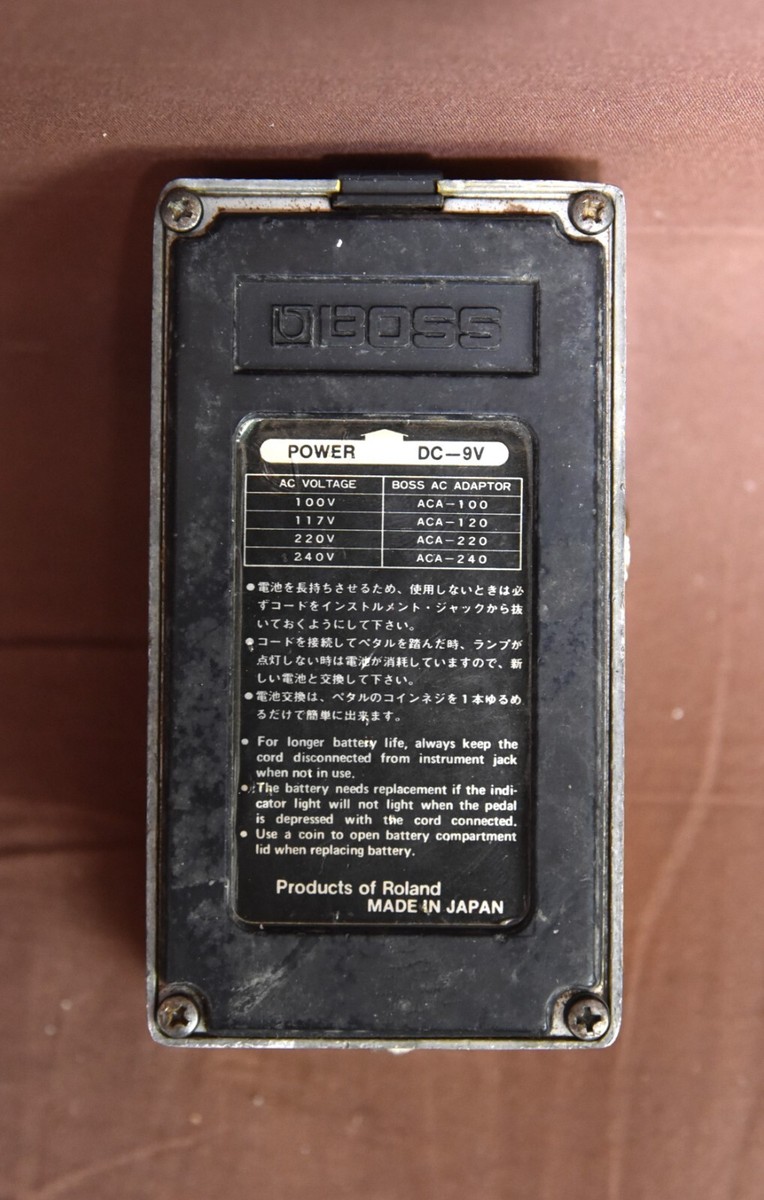 BOSS
POWER DC-9V
AC VOLTAGE BOSS AC ADAPTOR
100V ACA-100
117V ACA-120
220V ACA-220
240V ACA-240
●電池を長持ちさせるため、使用しないときは必
ずコードをインストルメント・ジャックから抜
いておくようにして下さい。
●コードを接続してペタルを踏んだ時、ランプが
点灯しない時は電池が消耗していますので、新
しい電池と交換して下さい。
●電池交換は、ペタルのコインネジを1本ゆるめ
るだけで簡単に出来ます。
● For longer battery life, always keep the
cord disconnected from instrument jack
when not in use.
● The battery needs replacement if the indi-
cator light will not light when the pedal
is depressed with the cord connected.
● Use a coin to open battery compartment
lid when replacing battery.
Products of Roland
MADE IN JAPAN